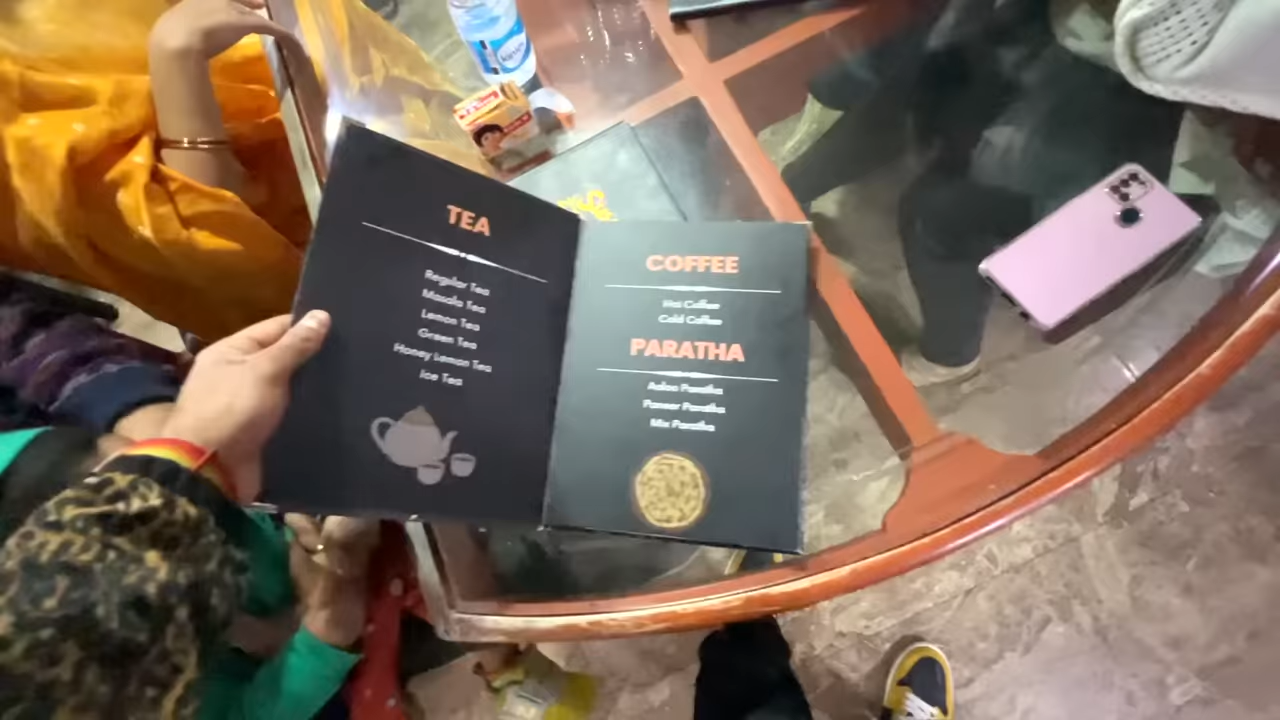 TEA
Regular Tea
Masala Tea
Lemon Tea
Green Tea
Honey Lemon Tea
Ice Tea
COFFEE
Hot Coffee
Cold Coffee
PARATHA
Aaloo Paratha
Paneer Paratha
Mix Paratha